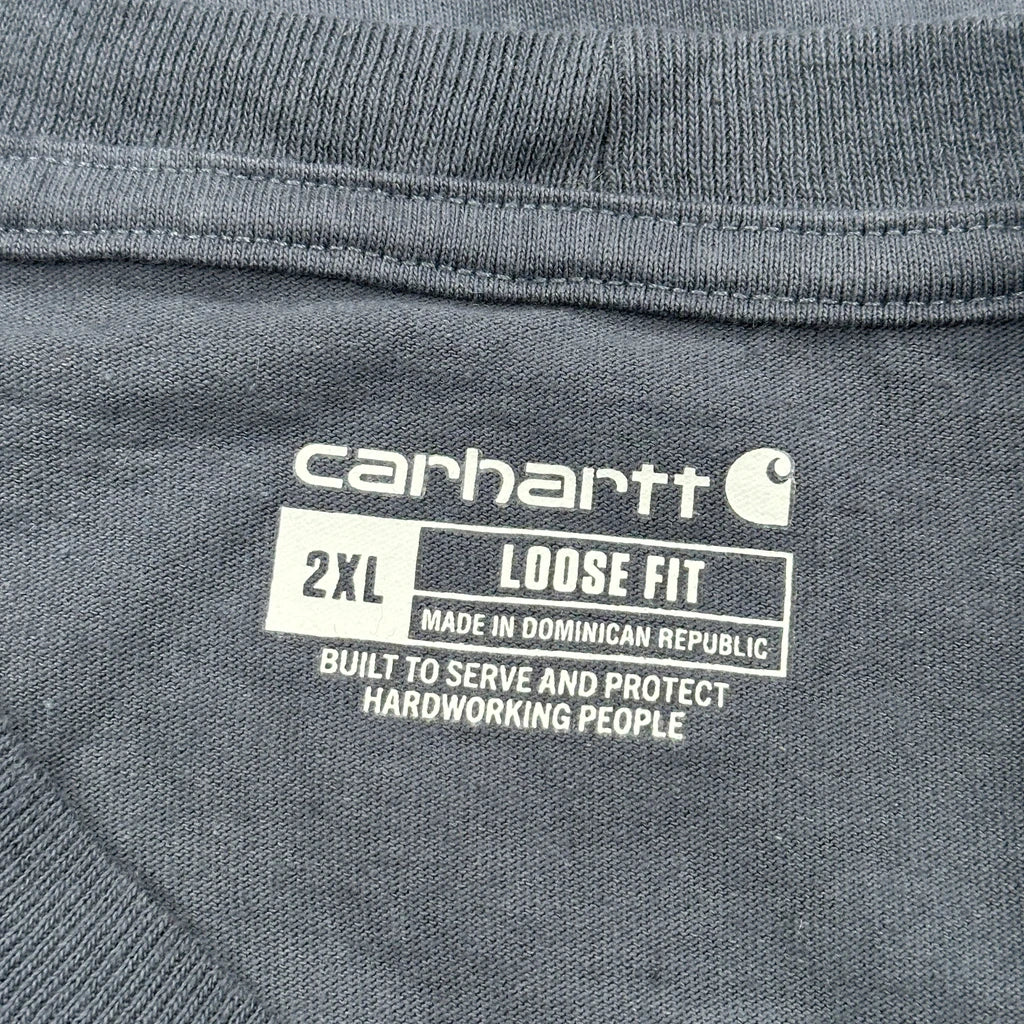 carhartt
2XL
LOOSE FIT
MADE IN DOMINICAN REPUBLIC
BUILT TO SERVE AND PROTECT
HARDWORKING PEOPLE